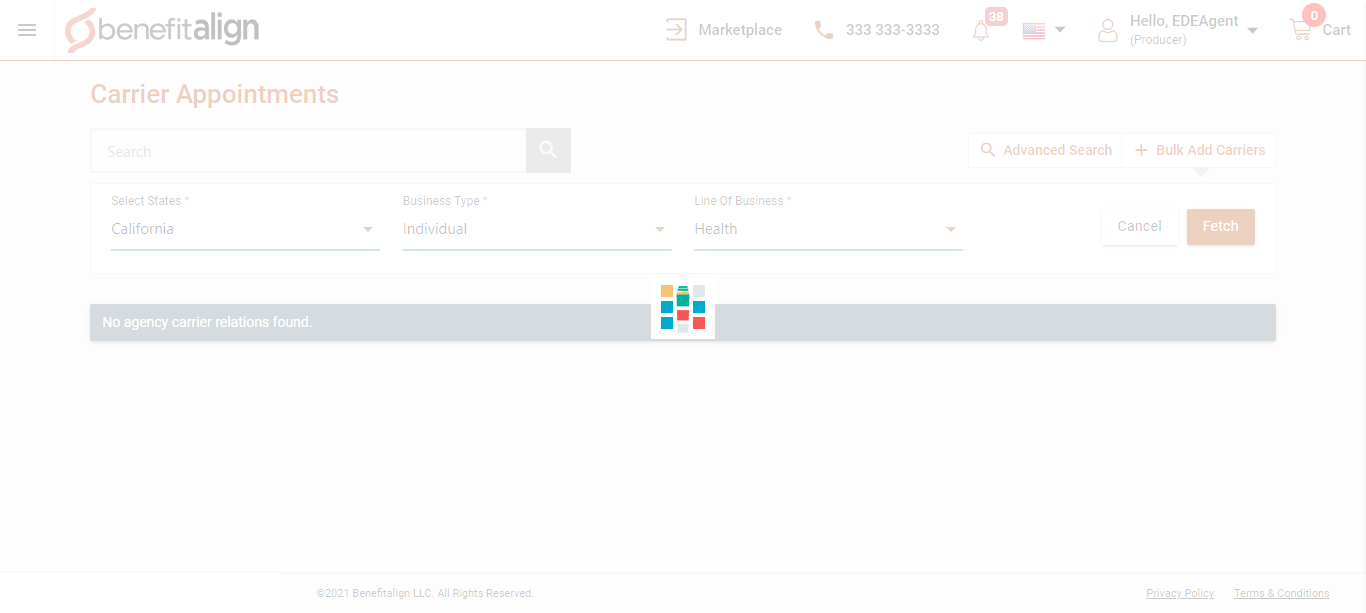 benefitalign
Marketplace
333 333-3333
38
Hello, EDEAgent
(Producer)
0
Cart
Carrier Appointments
Search
Advanced Search
Bulk Add Carriers
Select States *
Business Type *
Line Of Business *
California
Individual
Health
Cancel
Fetch
No agency carrier relations found.
©2021 Benefitalign LLC. All Rights Reserved.
Privacy Policy
Terms & Conditions